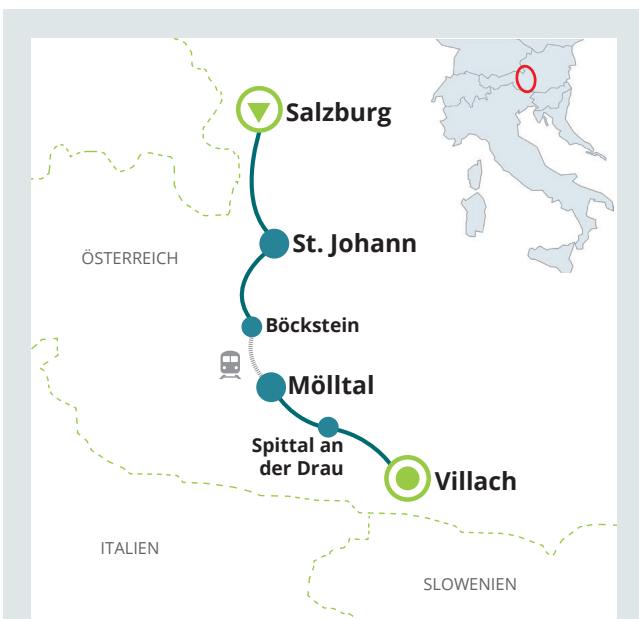 Salzburg
St. Johann
ÖSTERREICH
Böckstein
Mölltal
Spittal an
der Drau
Villach
ITALIEN
SLOWENIEN